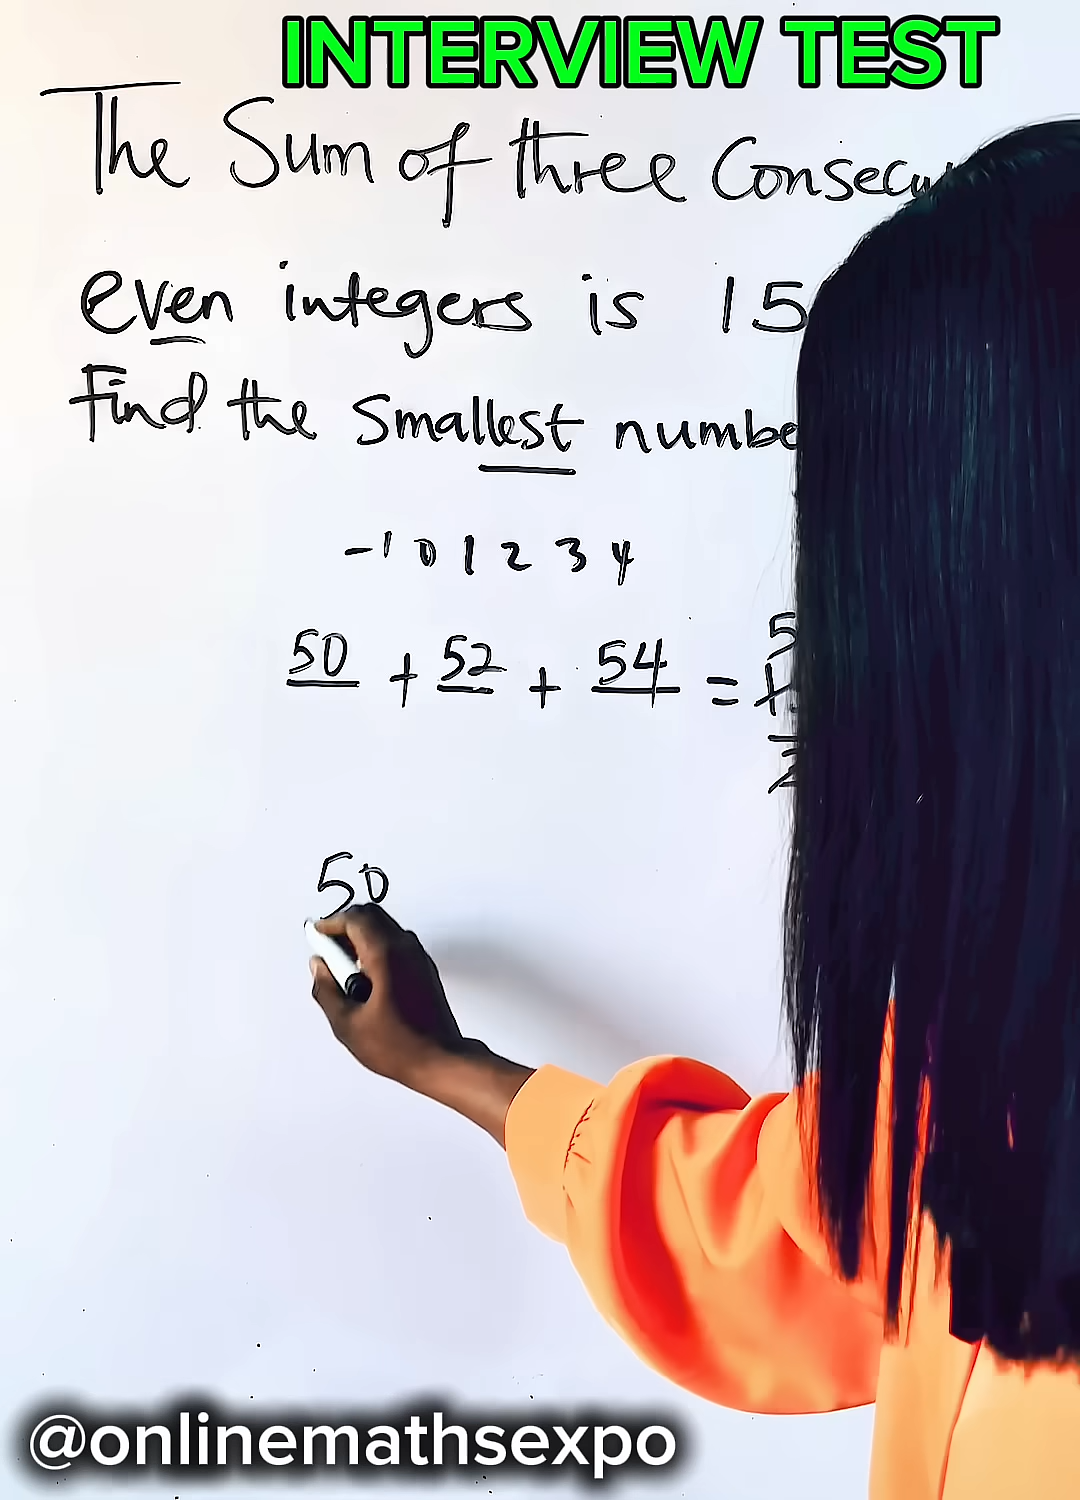 INTERVIEW TEST
The Sum of three
even integers is 15
Find the smallest
-1 0 1 2 3 4
50 + 52 + 54 =
50
@onlinemathsexpo